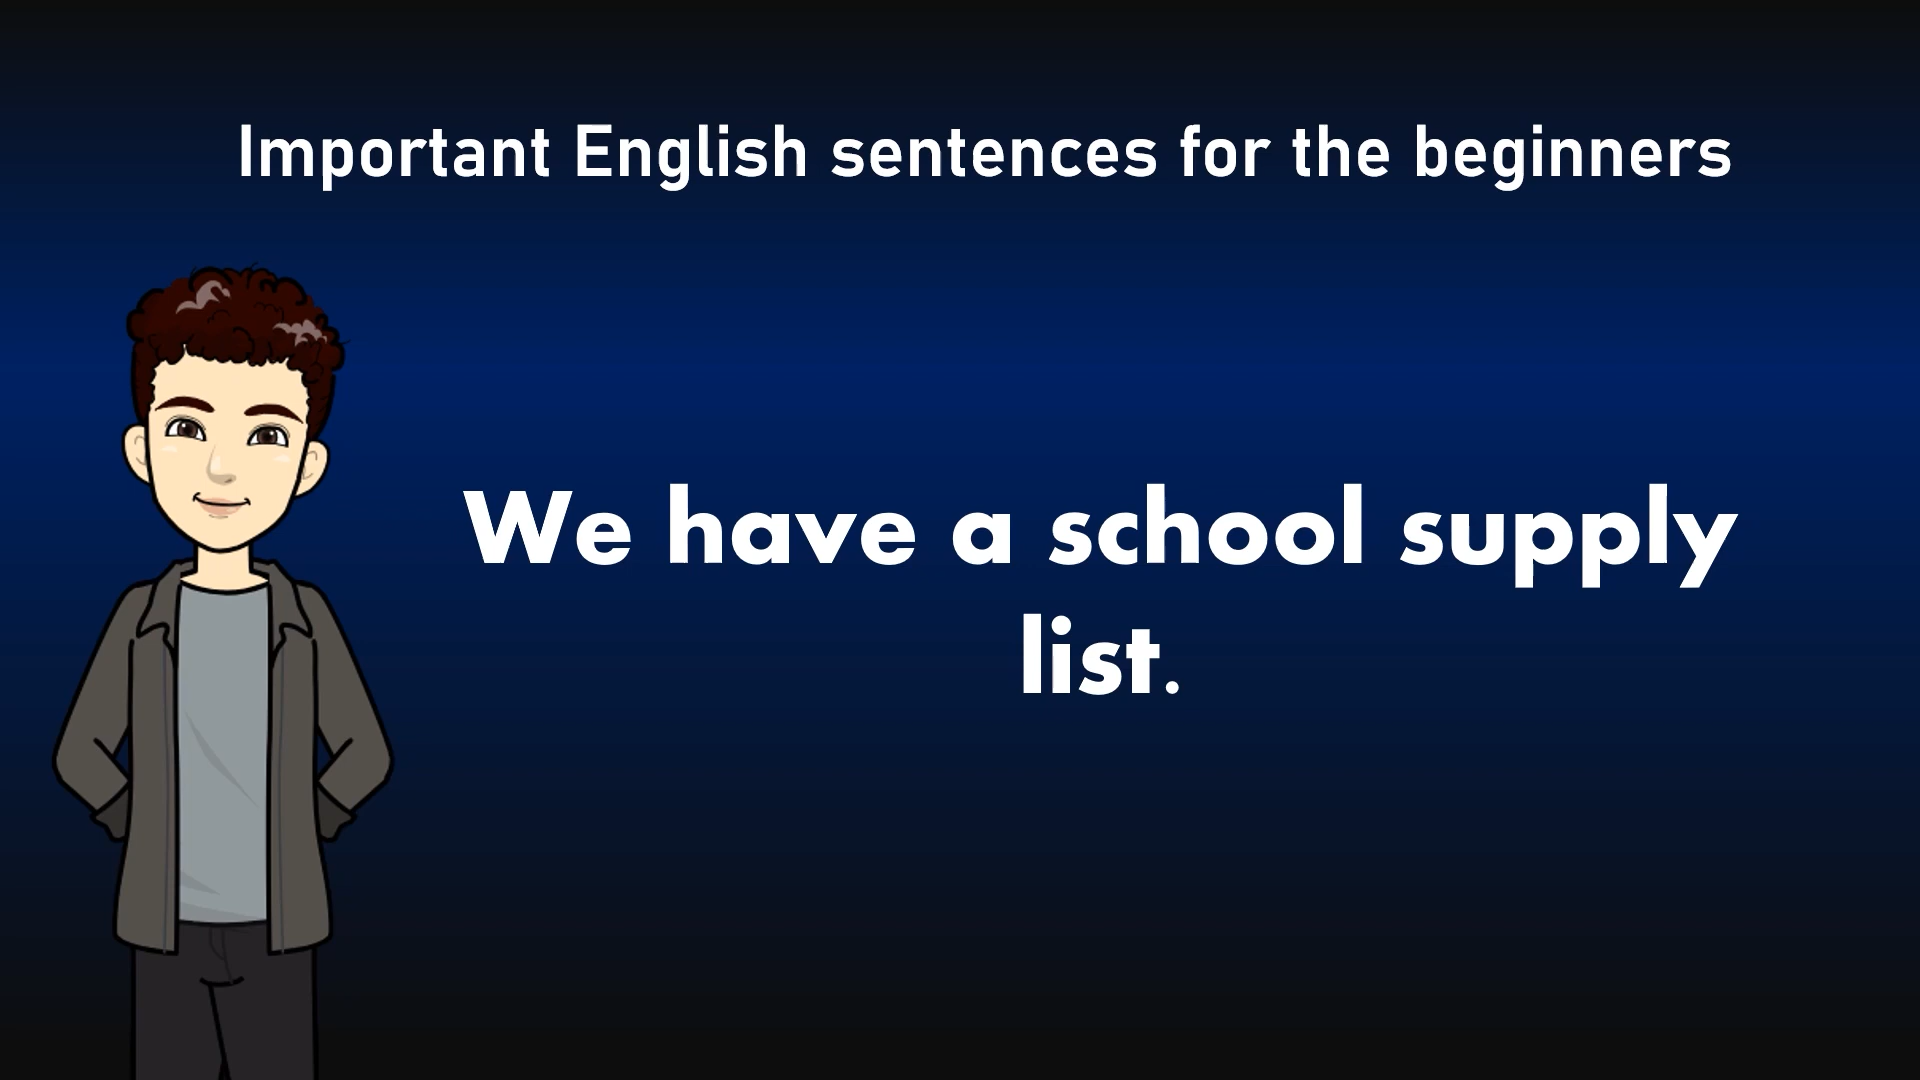 Important English sentences for the beginners
We have a school supply
list.